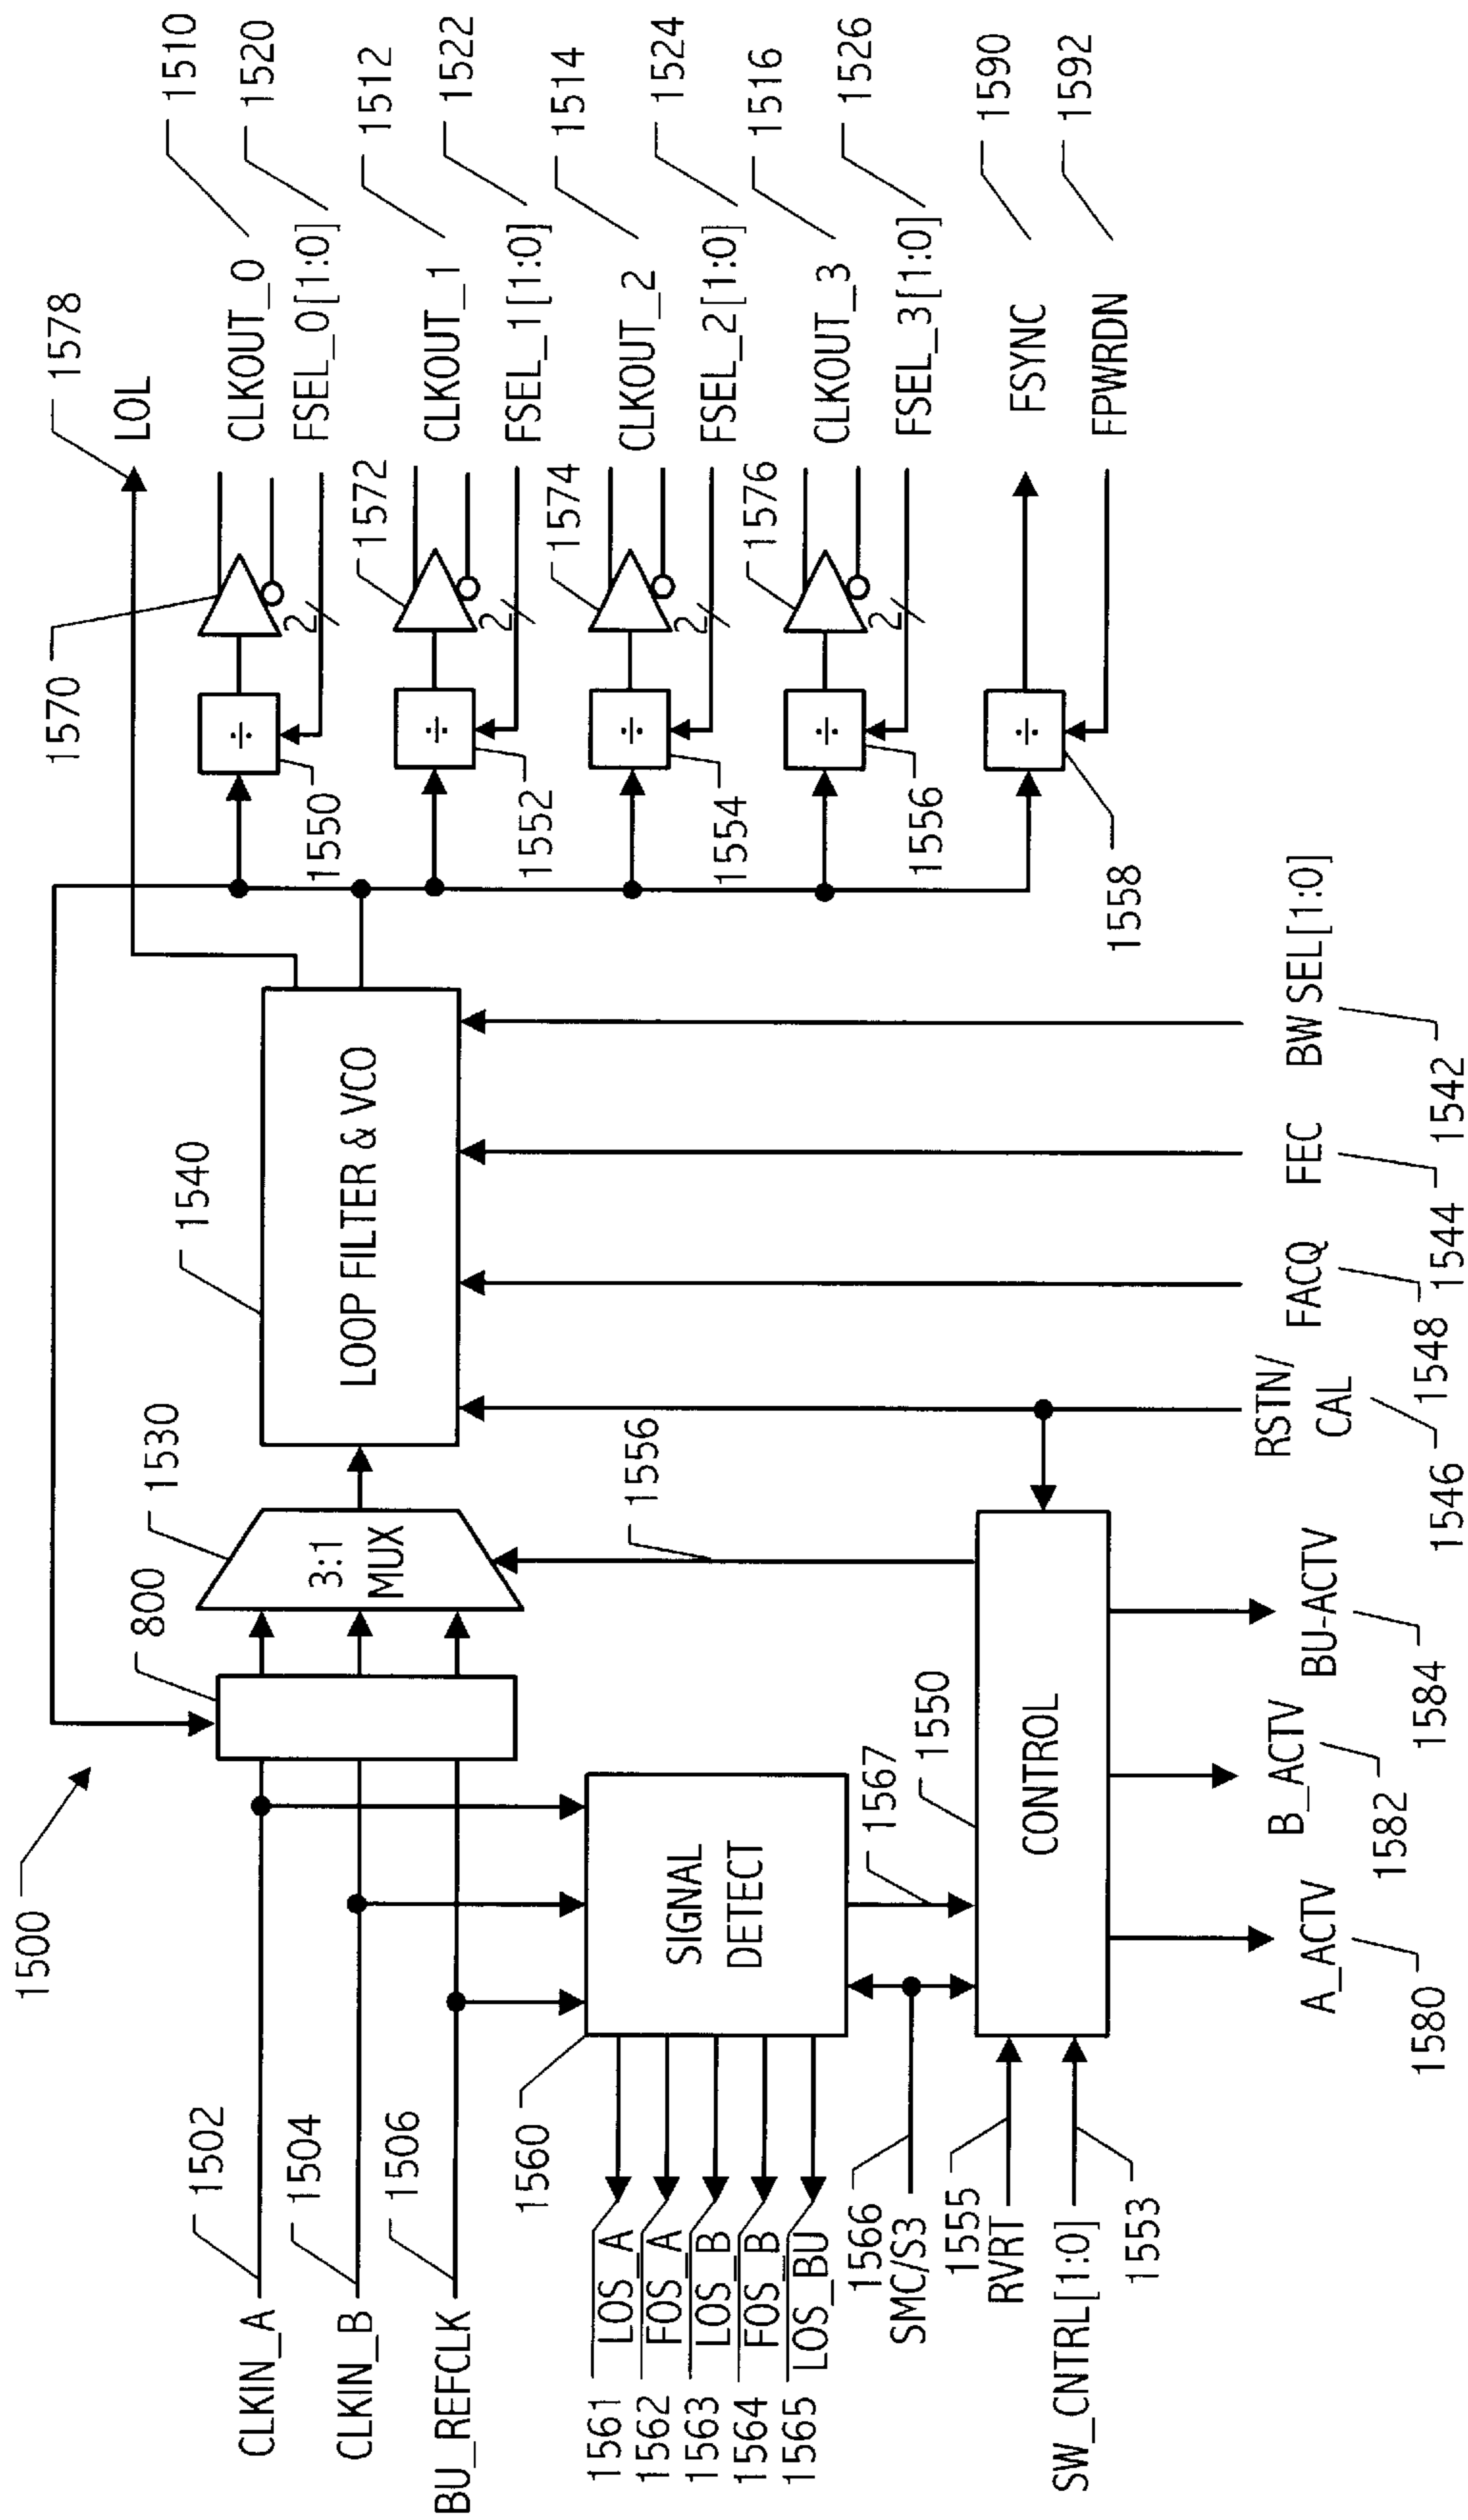 1500
CLKIN_A
1502
CLKIN_B
1504
BU_REFCLK
1506
800
3:1
MUX
1530
LOOP FILTER & VCO
1540
1570
1578
LOL
÷
1550
CLKOUT_0
1510
2
FSEL_0[1:0]
1520
÷
1552
1572
CLKOUT_1
1512
2
FSEL_1[1:0]
1522
÷
1554
1574
CLKOUT_2
1514
2
FSEL_2[1:0]
1524
÷
1556
1576
CLKOUT_3
1516
2
FSEL_3[1:0]
1526
÷
1558
FSYNC
1590
FPWRDN
1592
1560
SIGNAL
DETECT
1561
LOS_A
1562
FOS_A
1563
LOS_B
1564
FOS_B
1565
LOS_BU
1567
1566
SMC/S3
1555
RVRT
SW_CNTRL[1:0]
1553
CONTROL
1550
1556
A_ACTV
1580
B_ACTV
1582
BU-ACTV
1584
RSTN/
CAL
1546
FACQ
1548
FEC
1544
BW SEL[1:0]
1542